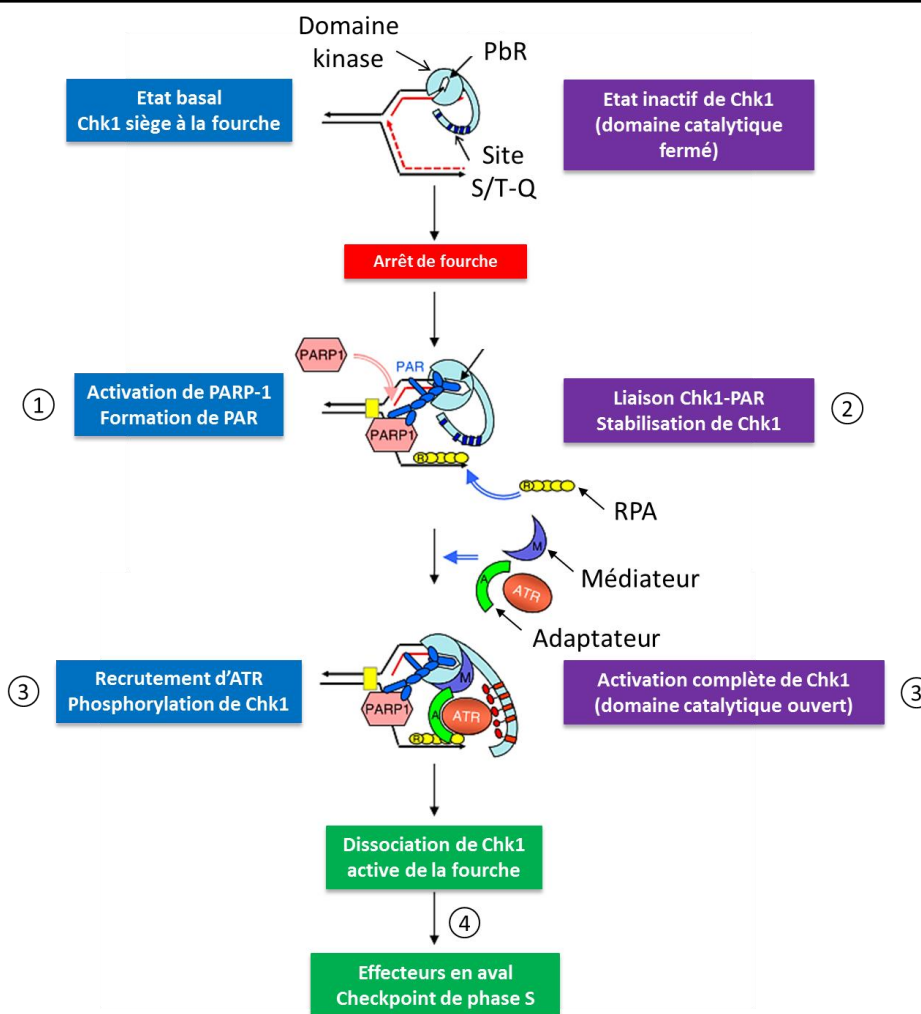 Domaine
kinase
PbR
Etat basal
Chk1 siège à la fourche
Etat inactif de Chk1
(domaine catalytique
fermé)
Site
S/T-Q
Arrêt de fourche
PARP1
PAR
①
Activation de PARP-1
Formation de PAR
PARP1
R
Liaison Chk1-PAR
Stabilisation de Chk1
②
R
RPA
M
Médiateur
A
ATR
Adaptateur
③
Recrutement d'ATR
Phosphorylation de Chk1
M
PARP1
A
ATR
R
Activation complète de Chk1
(domaine catalytique ouvert)
③
Dissociation de Chk1
active de la fourche
④
Effecteurs en aval
Checkpoint de phase S